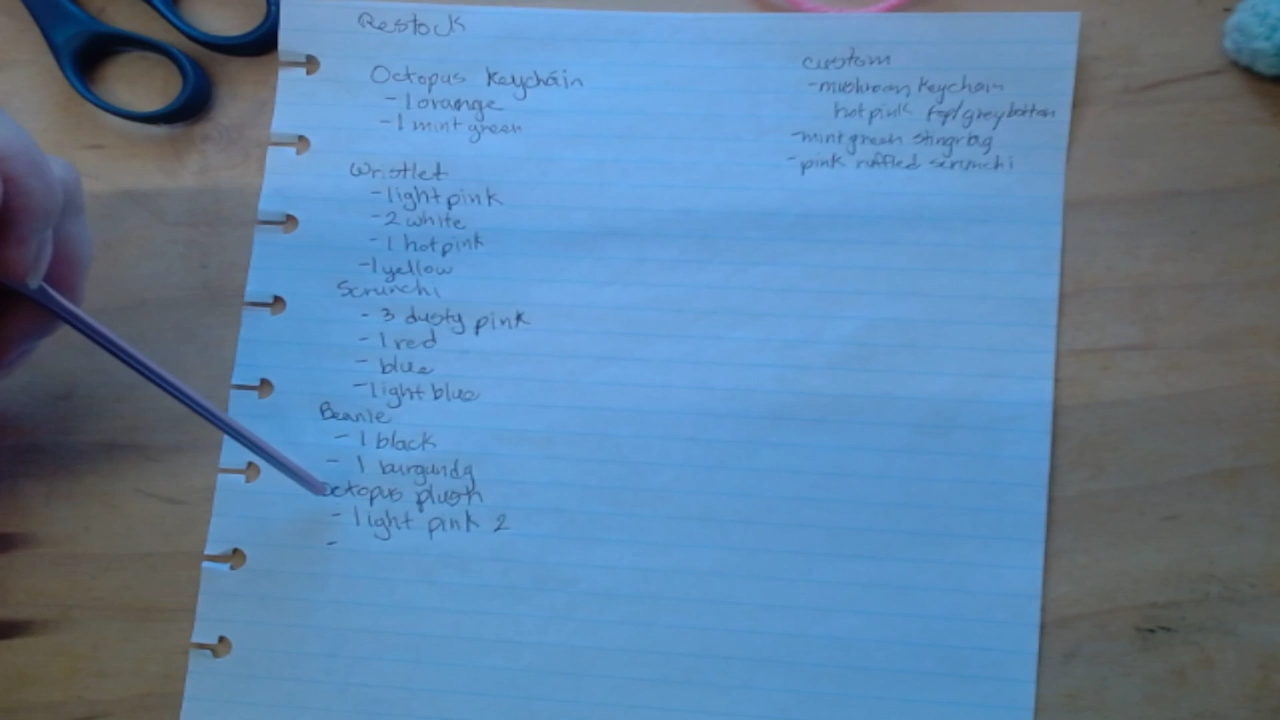 Restock
Octopus Keychain
- 1 orange
- 1 mint green
Wristlet
- light pink
- 2 white
- 1 hot pink
- 1 yellow
Scrunchi
- 3 dusty pink
- 1 red
- blue
- light blue
Beanie
- 1 black
- 1 burgundy
octopus plush
- light pink 2
-
custom
- mushroom keychain
hot pink top/grey bottom
- mint green stingray
- pink ruffled scrunchi